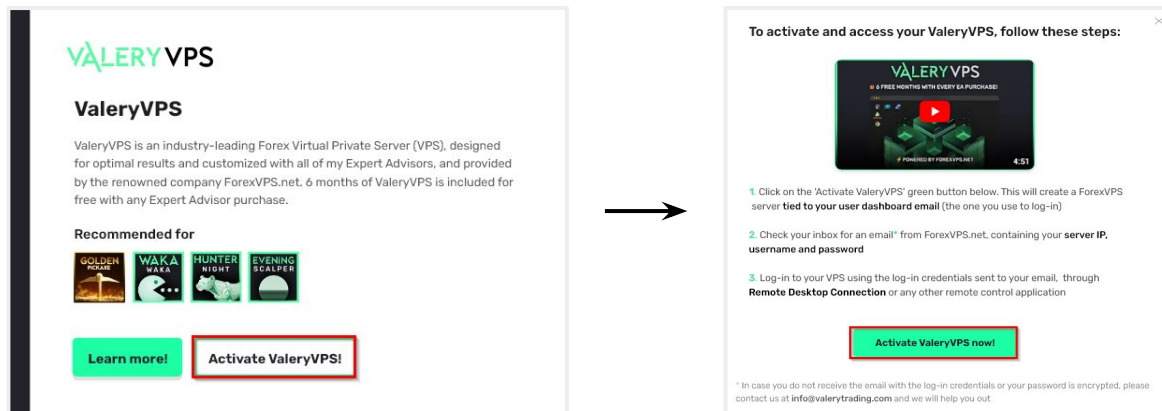 VALERY VPS
ValeryVPS
ValeryVPS is an industry-leading Forex Virtual Private Server (VPS), designed
for optimal results and customized with all of my Expert Advisors, and provided
by the renowned company ForexVPS.net. 6 months of ValeryVPS is included for
free with any Expert Advisor purchase.
Recommended for
GOLDEN
PICKAXE
WAKA
WAKA
HUNTER
NIGHT
EVENING
SCALPER
Learn more!
Activate ValeryVPS!
To activate and access your ValeryVPS, follow these steps:
VALERY VPS
6 FREE MONTHS WITH EVERY EA PURCHASE!
POWERED BY FOREXVPS.NET
4:51
1. Click on the 'Activate ValeryVPS' green button below. This will create a ForexVPS
server tied to your user dashboard email (the one you use to log-in)
2. Check your inbox for an email* from ForexVPS.net, containing your server IP,
username and password
3. Log-in to your VPS using the log-in credentials sent to your email, through
Remote Desktop Connection or any other remote control application
Activate ValeryVPS now!
* In case you do not receive the email with the log-in credentials or your password is encrypted, please
contact us at info@valerytrading.com and we will help you out